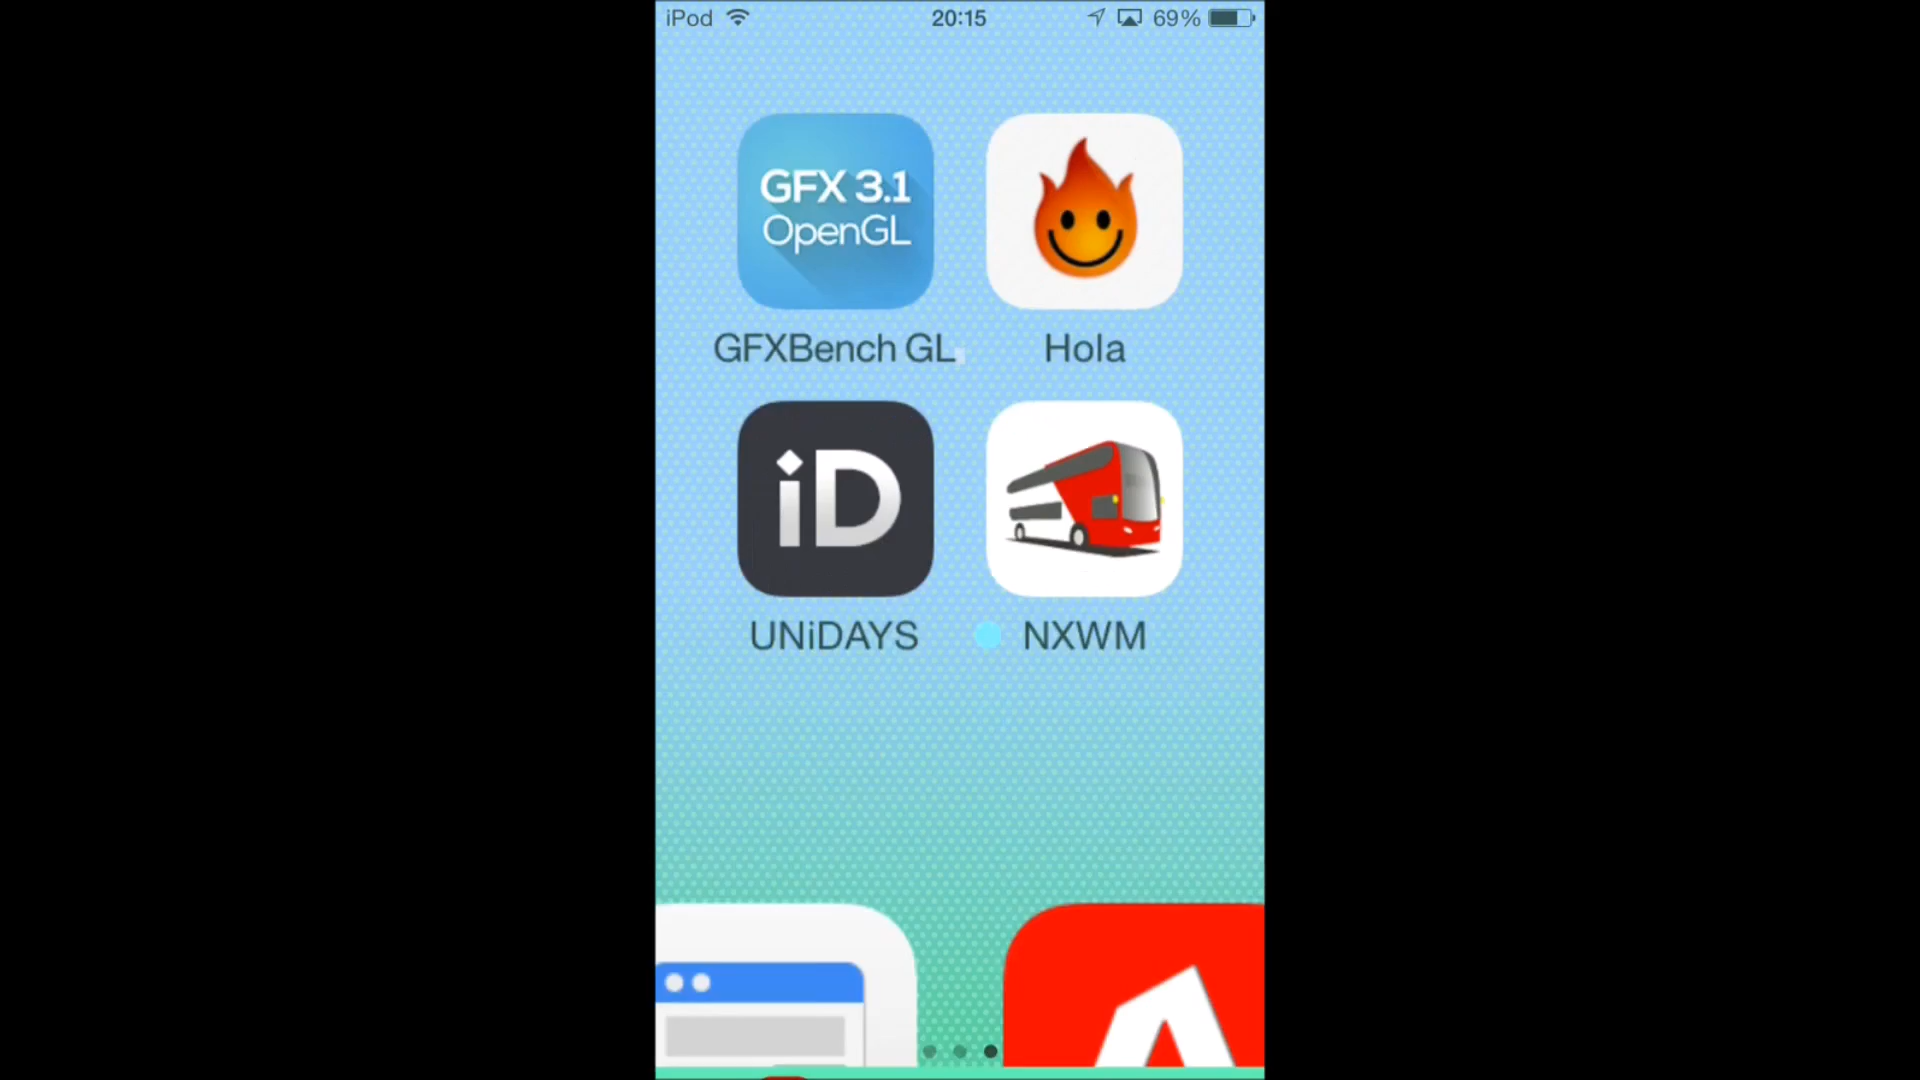 iPod 20:15 69%
GFX 3.1
OpenGL
GFXBench GL. Hola
iD
UNiDAYS NXWM